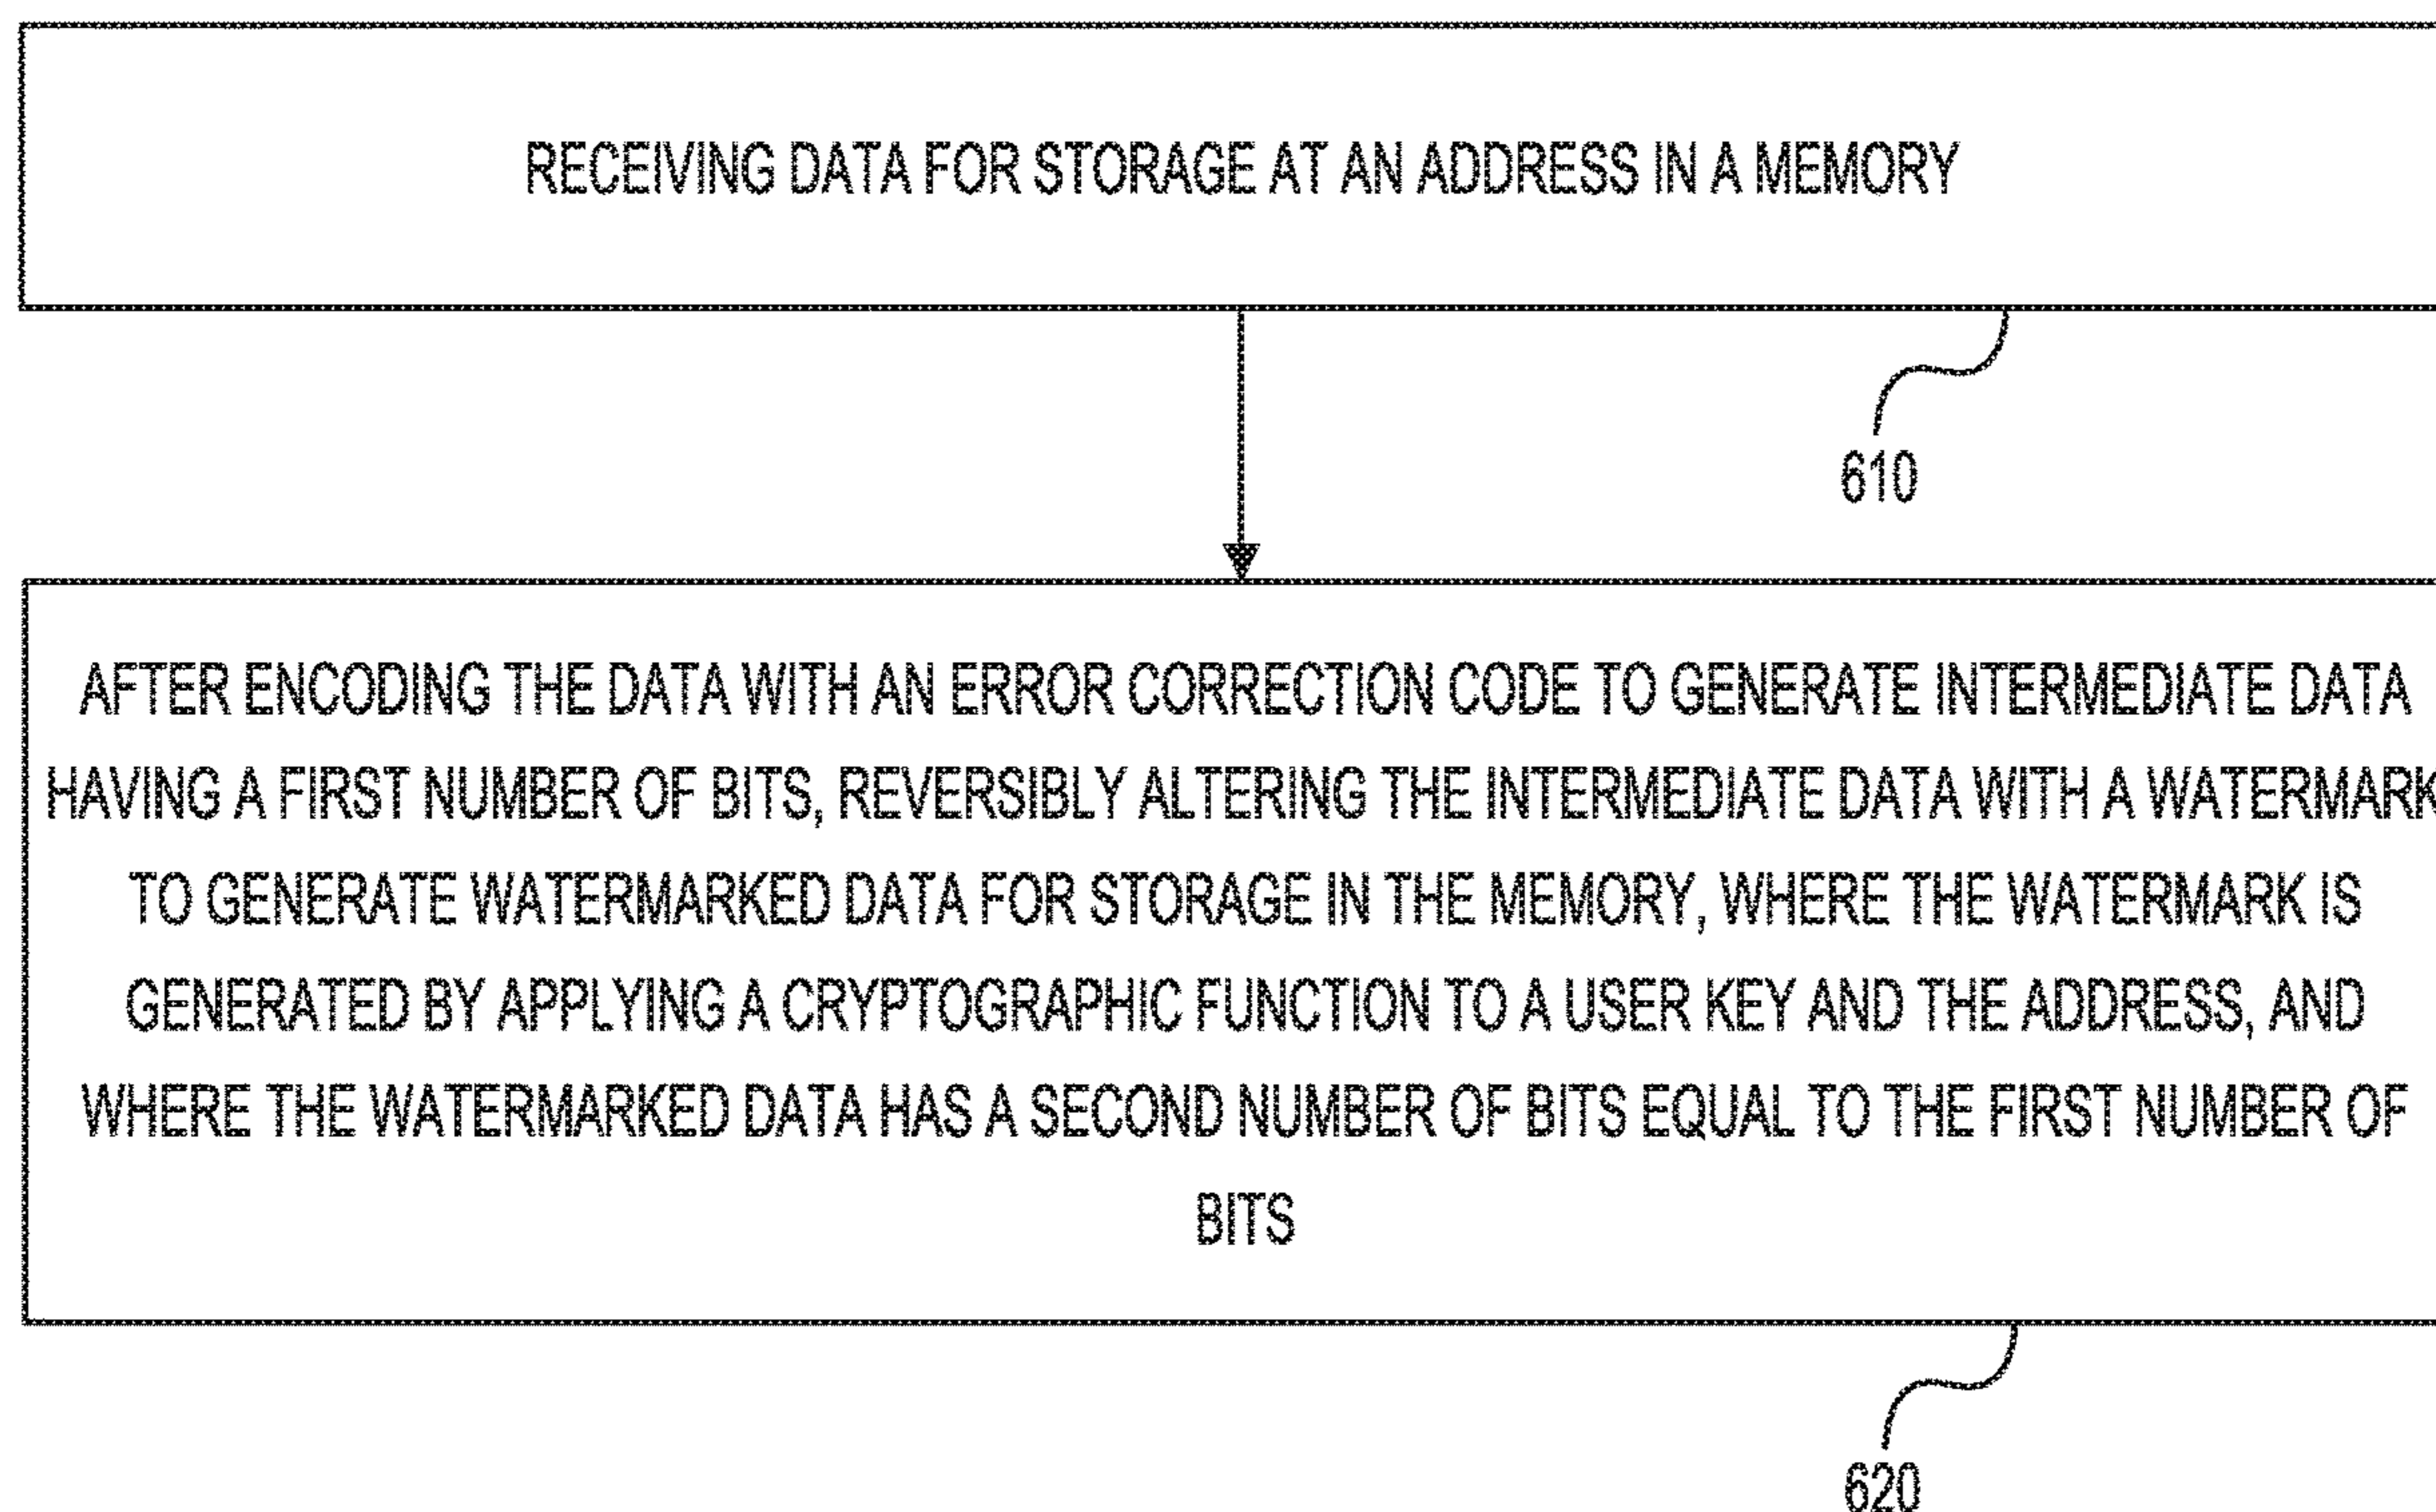 RECEIVING DATA FOR STORAGE AT AN ADDRESS IN A MEMORY
610
AFTER ENCODING THE DATA WITH AN ERROR CORRECTION CODE TO GENERATE INTERMEDIATE DATA
HAVING A FIRST NUMBER OF BITS, REVERSIBLY ALTERING THE INTERMEDIATE DATA WITH A WATERMARK
TO GENERATE WATERMARKED DATA FOR STORAGE IN THE MEMORY, WHERE THE WATERMARK IS
GENERATED BY APPLYING A CRYPTOGRAPHIC FUNCTION TO A USER KEY AND THE ADDRESS, AND
WHERE THE WATERMARKED DATA HAS A SECOND NUMBER OF BITS EQUAL TO THE FIRST NUMBER OF
BITS
620